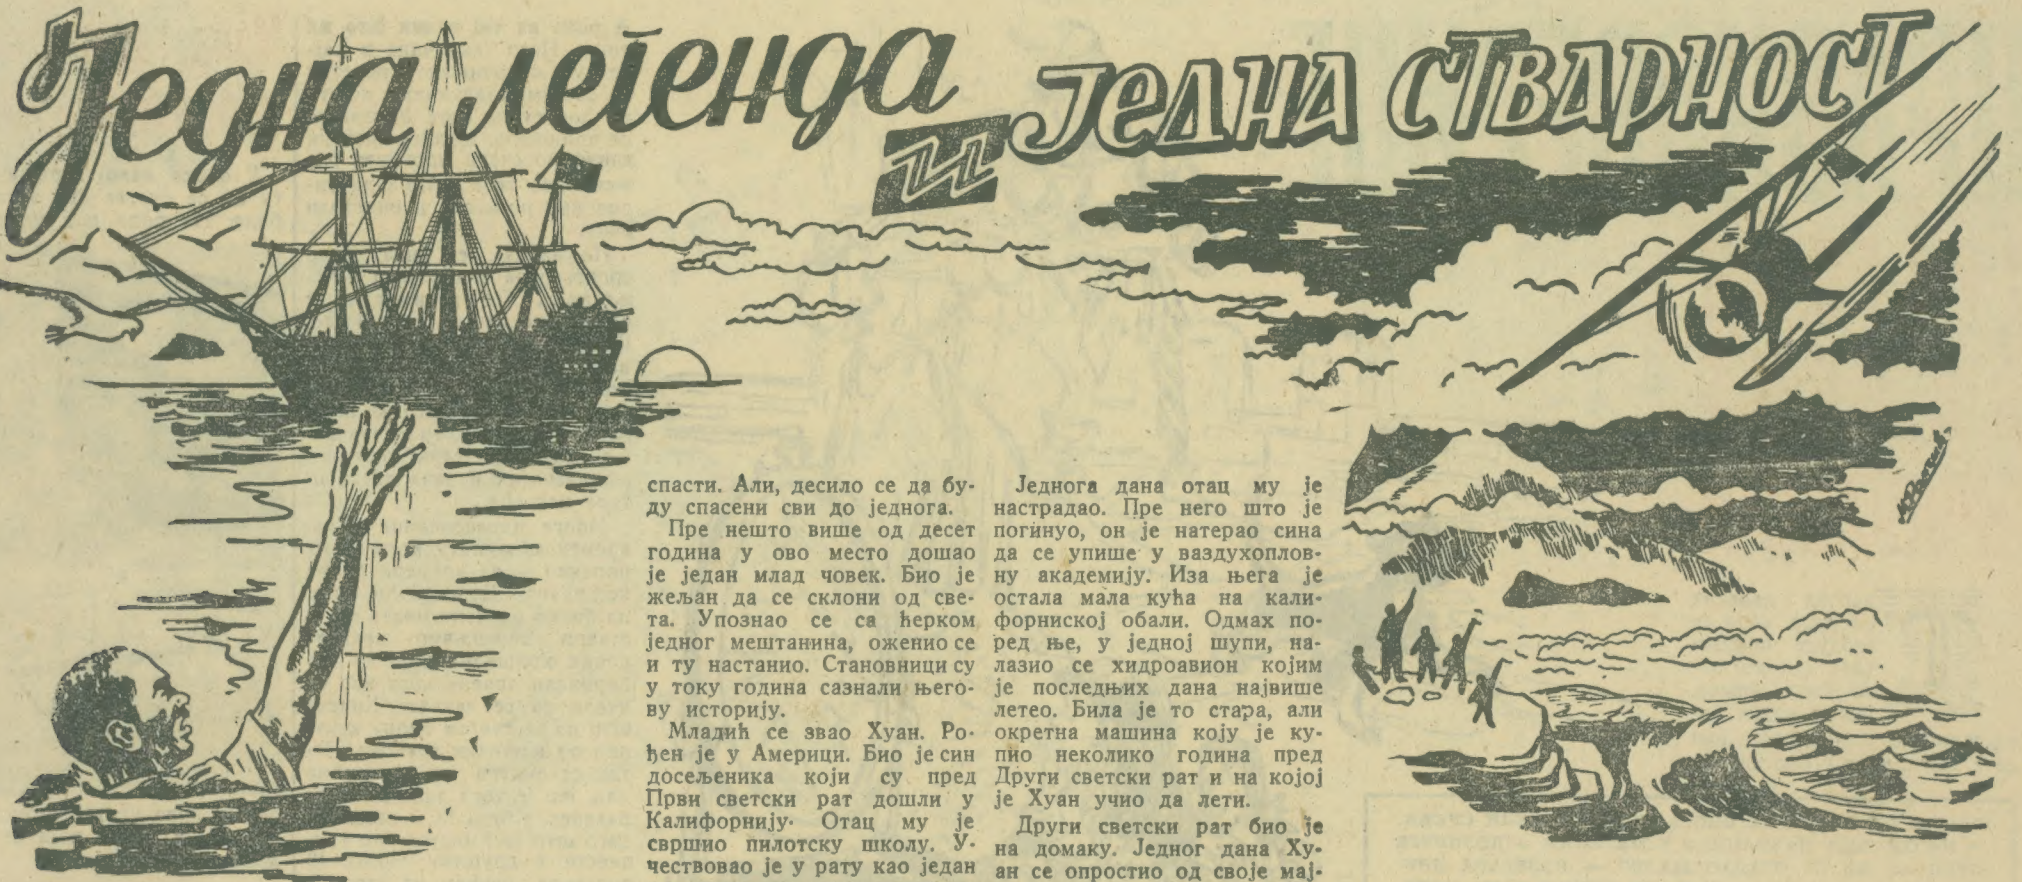 Једна легенда
и
Једна стварност
спасти. Али, десило се да бу-
ду спасени сви до једнога.
Пре нешто више од десет
година у ово место дошао
је један млад човек. Био је
жељан да се склони од све-
та. Упознао се са ћерком
једног мештанина, оженио се
и ту настанио. Становници су
у току година сазнали њего-
ву историју.
Младић се звао Хуан. Ро-
ђен је у Америци. Био је син
досељеника који су пред
Први светски рат дошли у
Калифорнију. Отац му је
свршио пилотску школу. У-
чествовао је у рату као један
Једнога дана отац му је
настрадао. Пре него што је
погинуо, он је натерао сина
да се упише у ваздухоплов-
ну академију. Иза њега је
остала мала кућа на кали-
форниској обали. Одмах по-
ред ње, у једној шупи, на-
лазио се хидроавион којим
је последњих дана највише
летео. Била је то стара, али
окретна машина коју је ку-
пио неколико година пред
Други светски рат и на којој
је Хуан учио да лети.
Други светски рат био је
на домаку. Једног дана Ху-
ан се опростио од своје мај-